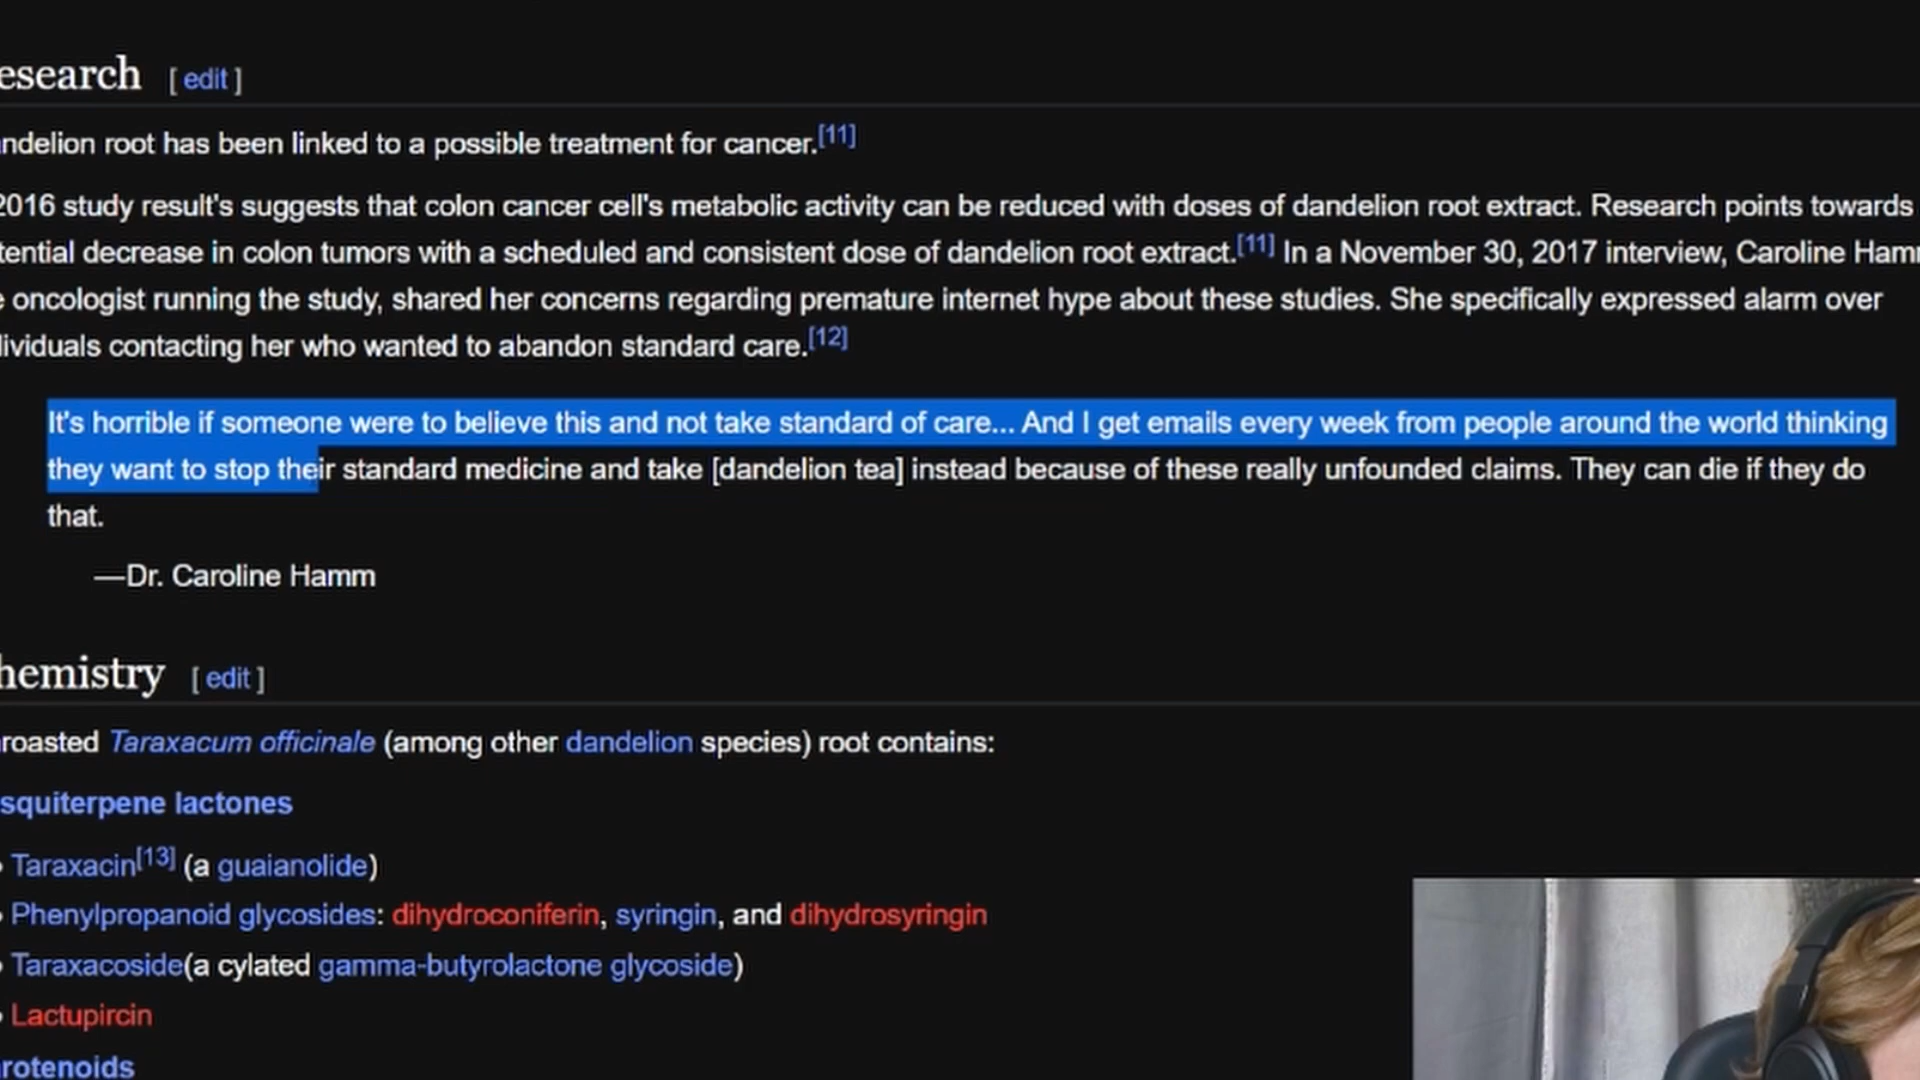 esearch [ edit ]
ndelion root has been linked to a possible treatment for cancer.[11]
2016 study result's suggests that colon cancer cell's metabolic activity can be reduced with doses of dandelion root extract. Research points towards
tential decrease in colon tumors with a scheduled and consistent dose of dandelion root extract.[11] In a November 30, 2017 interview, Caroline Hamm
e oncologist running the study, shared her concerns regarding premature internet hype about these studies. She specifically expressed alarm over
dividuals contacting her who wanted to abandon standard care.[12]
It's horrible if someone were to believe this and not take standard of care... And I get emails every week from people around the world thinking
they want to stop their standard medicine and take [dandelion tea] instead because of these really unfounded claims. They can die if they do
that.
—Dr. Caroline Hamm
hemistry [ edit ]
roasted Taraxacum officinale (among other dandelion species) root contains:
squiterpene lactones
• Taraxacin[13] (a guaianolide)
• Phenylpropanoid glycosides: dihydroconiferin, syringin, and dihydrosyringin
• Taraxacoside(a cylated gamma-butyrolactone glycoside)
• Lactupircin
rotenoids